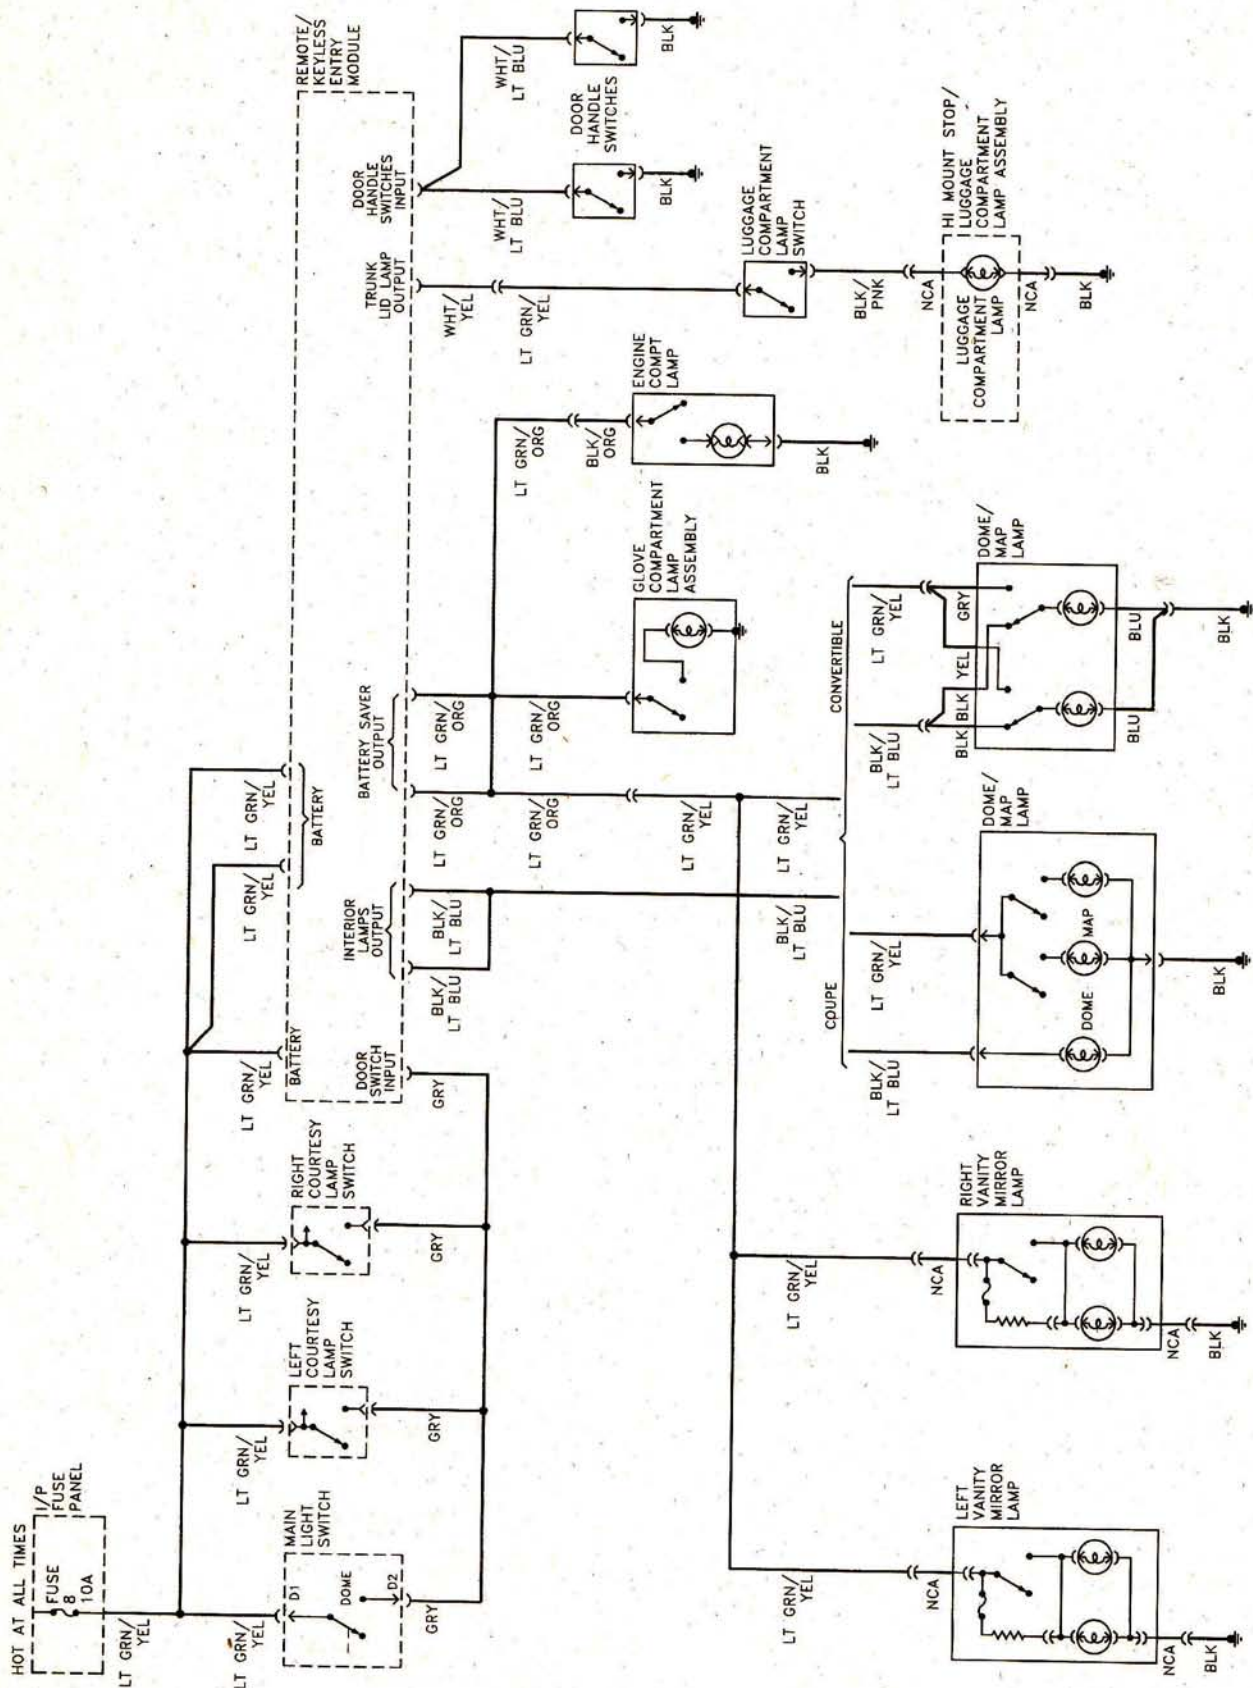 HOT AT ALL TIMES
I/P
FUSE
PANEL
FUSE
8
10A
LT GRN/
YEL
LT GRN/
YEL
MAIN
LIGHT
SWITCH
D1
DOME
D2
GRY
LT GRN/
YEL
LEFT
COURTESY
LAMP
SWITCH
GRY
LT GRN/
YEL
RIGHT
COURTESY
LAMP
SWITCH
GRY
LT GRN/
YEL
BATTERY
DOOR
SWITCH
INPUT
GRY
LT GRN/
YEL
LT GRN/
YEL
BATTERY
INTERIOR
LAMPS
OUTPUT
BLK/
LT BLU
BLK/
LT BLU
BATTERY SAVER
OUTPUT
LT GRN/
ORG
LT GRN/
ORG
TRUNK
LID LAMP
OUTPUT
DOOR
HANDLE
SWITCHES
INPUT
REMOTE/
KEYLESS
ENTRY
MODULE
LT GRN/
ORG
LT GRN/
ORG
LT GRN/
ORG
BLK/
ORG
WHT/
YEL
LT GRN/
YEL
WHT/
LT BLU
WHT/
LT BLU
DOOR
HANDLE
SWITCHES
BLK
BLK
GLOVE
COMPARTMENT
LAMP
ASSEMBLY
ENGINE
COMPT
LAMP
BLK
LUGGAGE
COMPARTMENT
LAMP
SWITCH
BLK/
PNK
NCA
HI MOUNT STOP/
LUGGAGE
COMPARTMENT
LAMP ASSEMBLY
LUGGAGE
COMPARTMENT
LAMP
NCA
BLK
LT GRN/
YEL
LT GRN/
YEL
BLK/
LT BLU
COUPE
CONVERTIBLE
LT GRN/
YEL
NCA
LEFT
VANITY
MIRROR
LAMP
NCA
BLK
LT GRN/
YEL
NCA
RIGHT
VANITY
MIRROR
LAMP
NCA
BLK
BLK/
LT BLU
LT GRN/
YEL
DOME/
MAP
LAMP
DOME
MAP
BLK
BLK/
LT BLU
LT GRN/
YEL
BLK
BLK
YEL
GRY
DOME/
MAP
LAMP
BLU
BLU
BLK